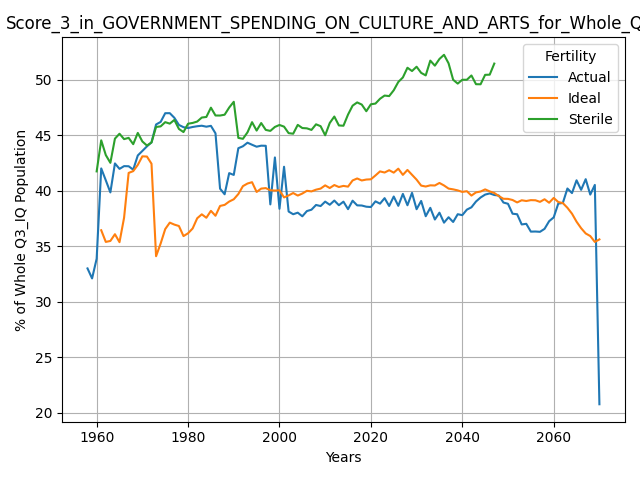 Score_3_in_GOVERNMENT_SPENDING_ON_CULTURE_AND_ARTS_for_Whole_Q
Fertility
Actual
Ideal
Sterile
% of Whole Q3_IQ Population
50
45
40
35
30
25
20
1960 1980 2000 2020 2040 2060
Years